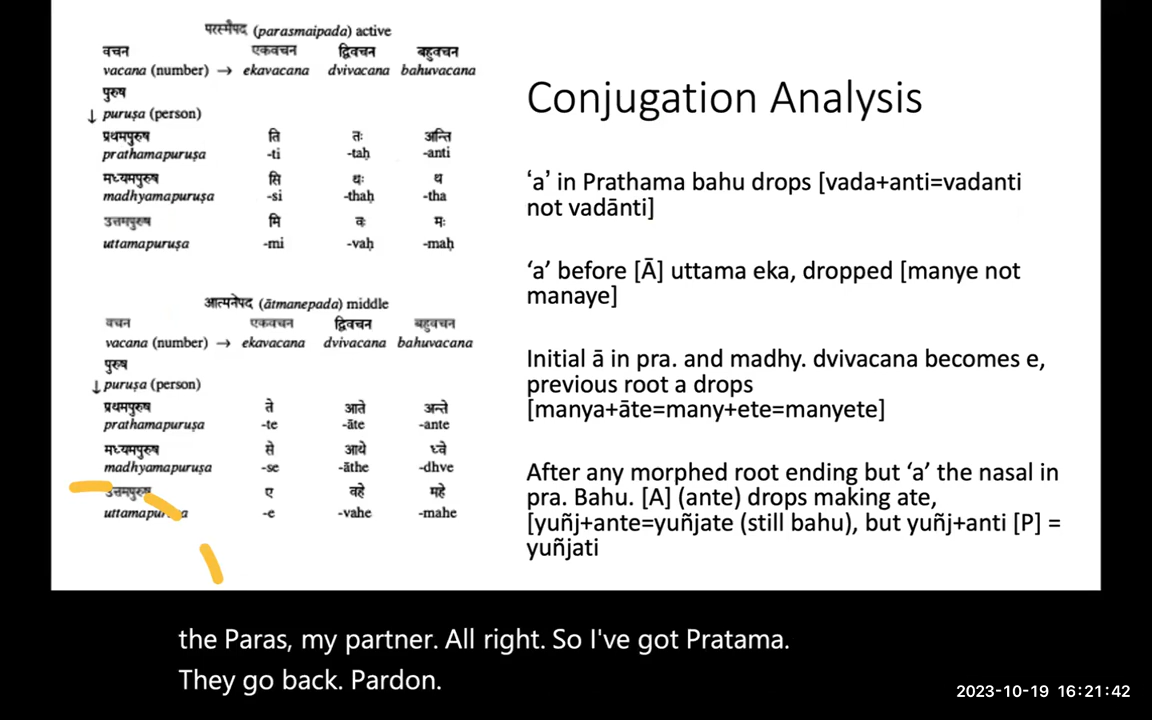 परस्मैपद (parasmaipada) active
वचन एकवचन द्विवचन बहुवचन
vacana (number) → ekavacana dvivacana bahuvacana
पुरुष
↓ puruṣa (person)
प्रथमपुरुष ति तः अन्ति
prathamapuruṣa -ti -taḥ -anti
मध्यमपुरुष सि थः थ
madhyamapuruṣa -si -thaḥ -tha
उत्तमपुरुष मि वः मः
uttamapuruṣa -mi -vaḥ -maḥ
आत्मनेपद (ātmanepada) middle
वचन एकवचन द्विवचन बहुवचन
vacana (number) → ekavacana dvivacana bahuvacana
पुरुष
↓ puruṣa (person)
प्रथमपुरुष ते आते अन्ते
prathamapuruṣa -te -āte -ante
मध्यमपुरुष से आथे ध्वे
madhyamapuruṣa -se -āthe -dhve
उत्तमपुरुष ए वहे महे
uttamapuruṣa -e -vahe -mahe
Conjugation Analysis
‘a’ in Prathama bahu drops [vada+anti=vadanti
not vadānti]
‘a’ before [Ā] uttama eka, dropped [manye not
manaye]
Initial ā in pra. and madhy. dvivacana becomes e,
previous root a drops
[manya+āte=many+ete=manyete]
After any morphed root ending but ‘a’ the nasal in
pra. Bahu. [A] (ante) drops making ate,
[yuñj+ante=yuñjate (still bahu), but yuñj+anti [P] =
yuñjati
the Paras, my partner. All right. So I've got Pratama.
They go back. Pardon.
2023-10-19 16:21:42